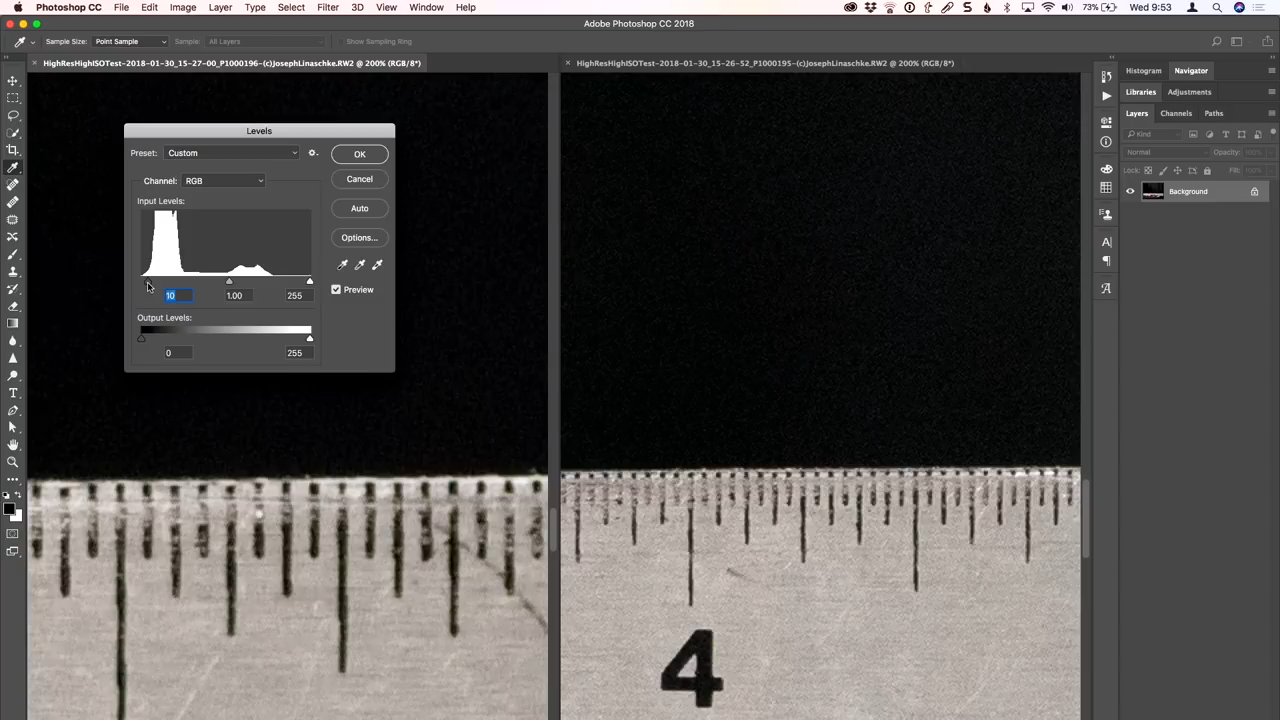 Photoshop CC File Edit Image Layer Type Select Filter 3D View Window Help 73% Wed 9:53
Adobe Photoshop CC 2018
Sample Size: Point Sample Sample: All Layers Show Sampling Ring
HighResHighISOTest-2018-01-30_15-27-00_P1000196-(c)JosephLinaschke.RW2 @ 200% (RGB/8*)
HighResHighISOTest-2018-01-30_15-26-52_P1000195-(c)JosephLinaschke.RW2 @ 200% (RGB/8*)
Levels
Preset: Custom
OK
Channel: RGB
Cancel
Input Levels:
Auto
Options...
10 1.00 255
Preview
Output Levels:
0 255
4
Histogram Navigator
Libraries Adjustments
Layers Channels Paths
Kind
Normal Opacity: 100%
Lock: Fill: 100%
Background